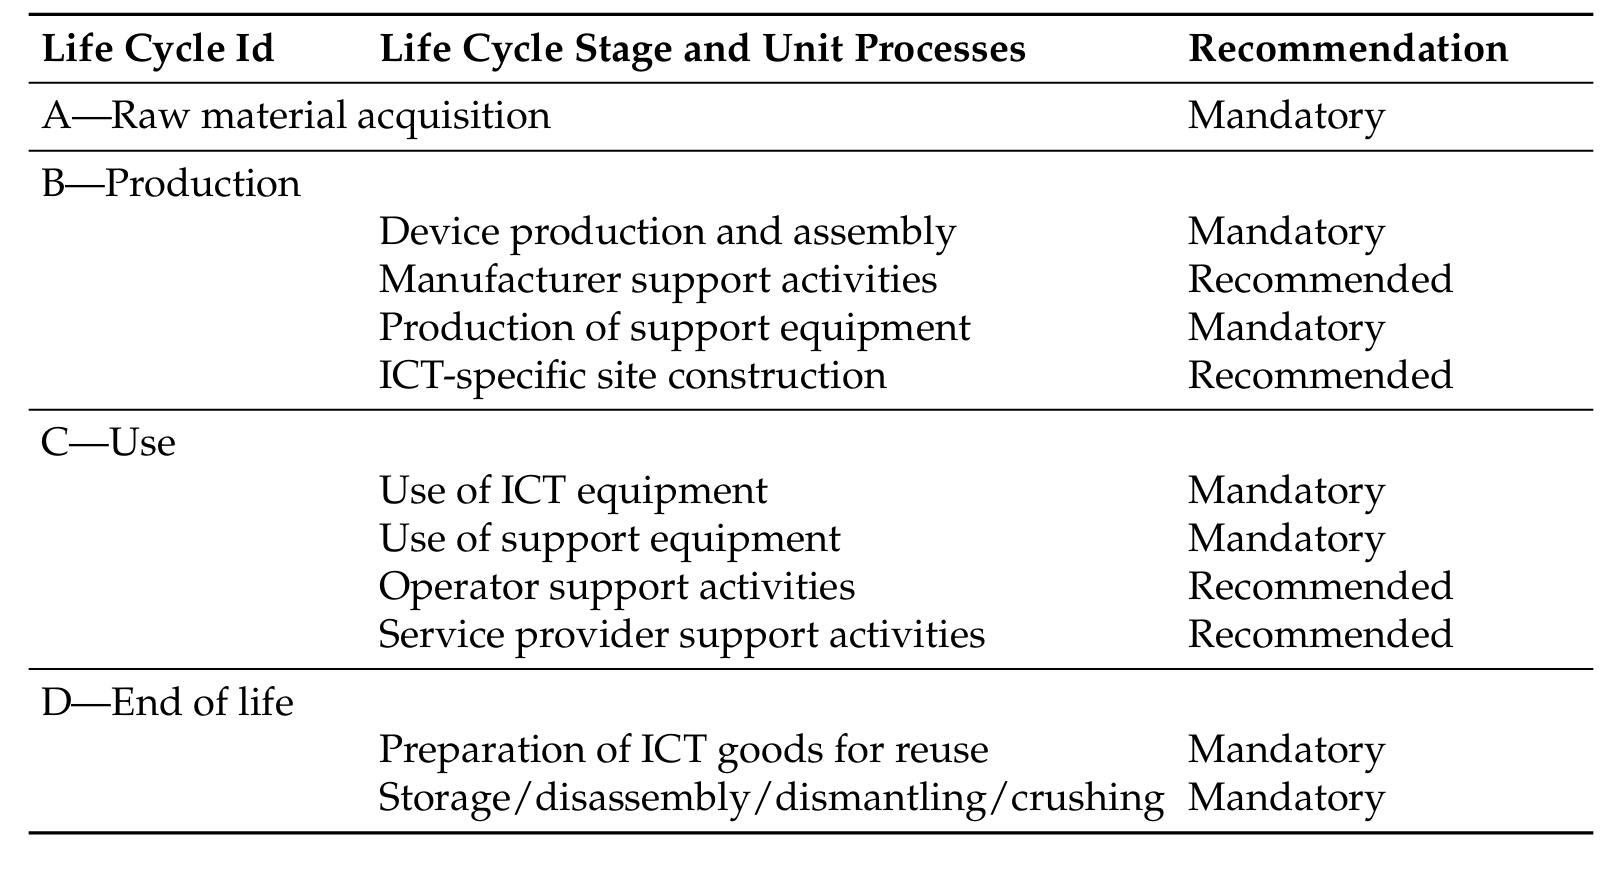 Life Cycle Id Life Cycle Stage and Unit Processes Recommendation
A—Raw material acquisition Mandatory
B—Production
Device production and assembly Mandatory
Manufacturer support activities Recommended
Production of support equipment Mandatory
ICT-specific site construction Recommended
C—Use
Use of ICT equipment Mandatory
Use of support equipment Mandatory
Operator support activities Recommended
Service provider support activities Recommended
D—End of life
Preparation of ICT goods for reuse Mandatory
Storage/disassembly/dismantling/crushing Mandatory